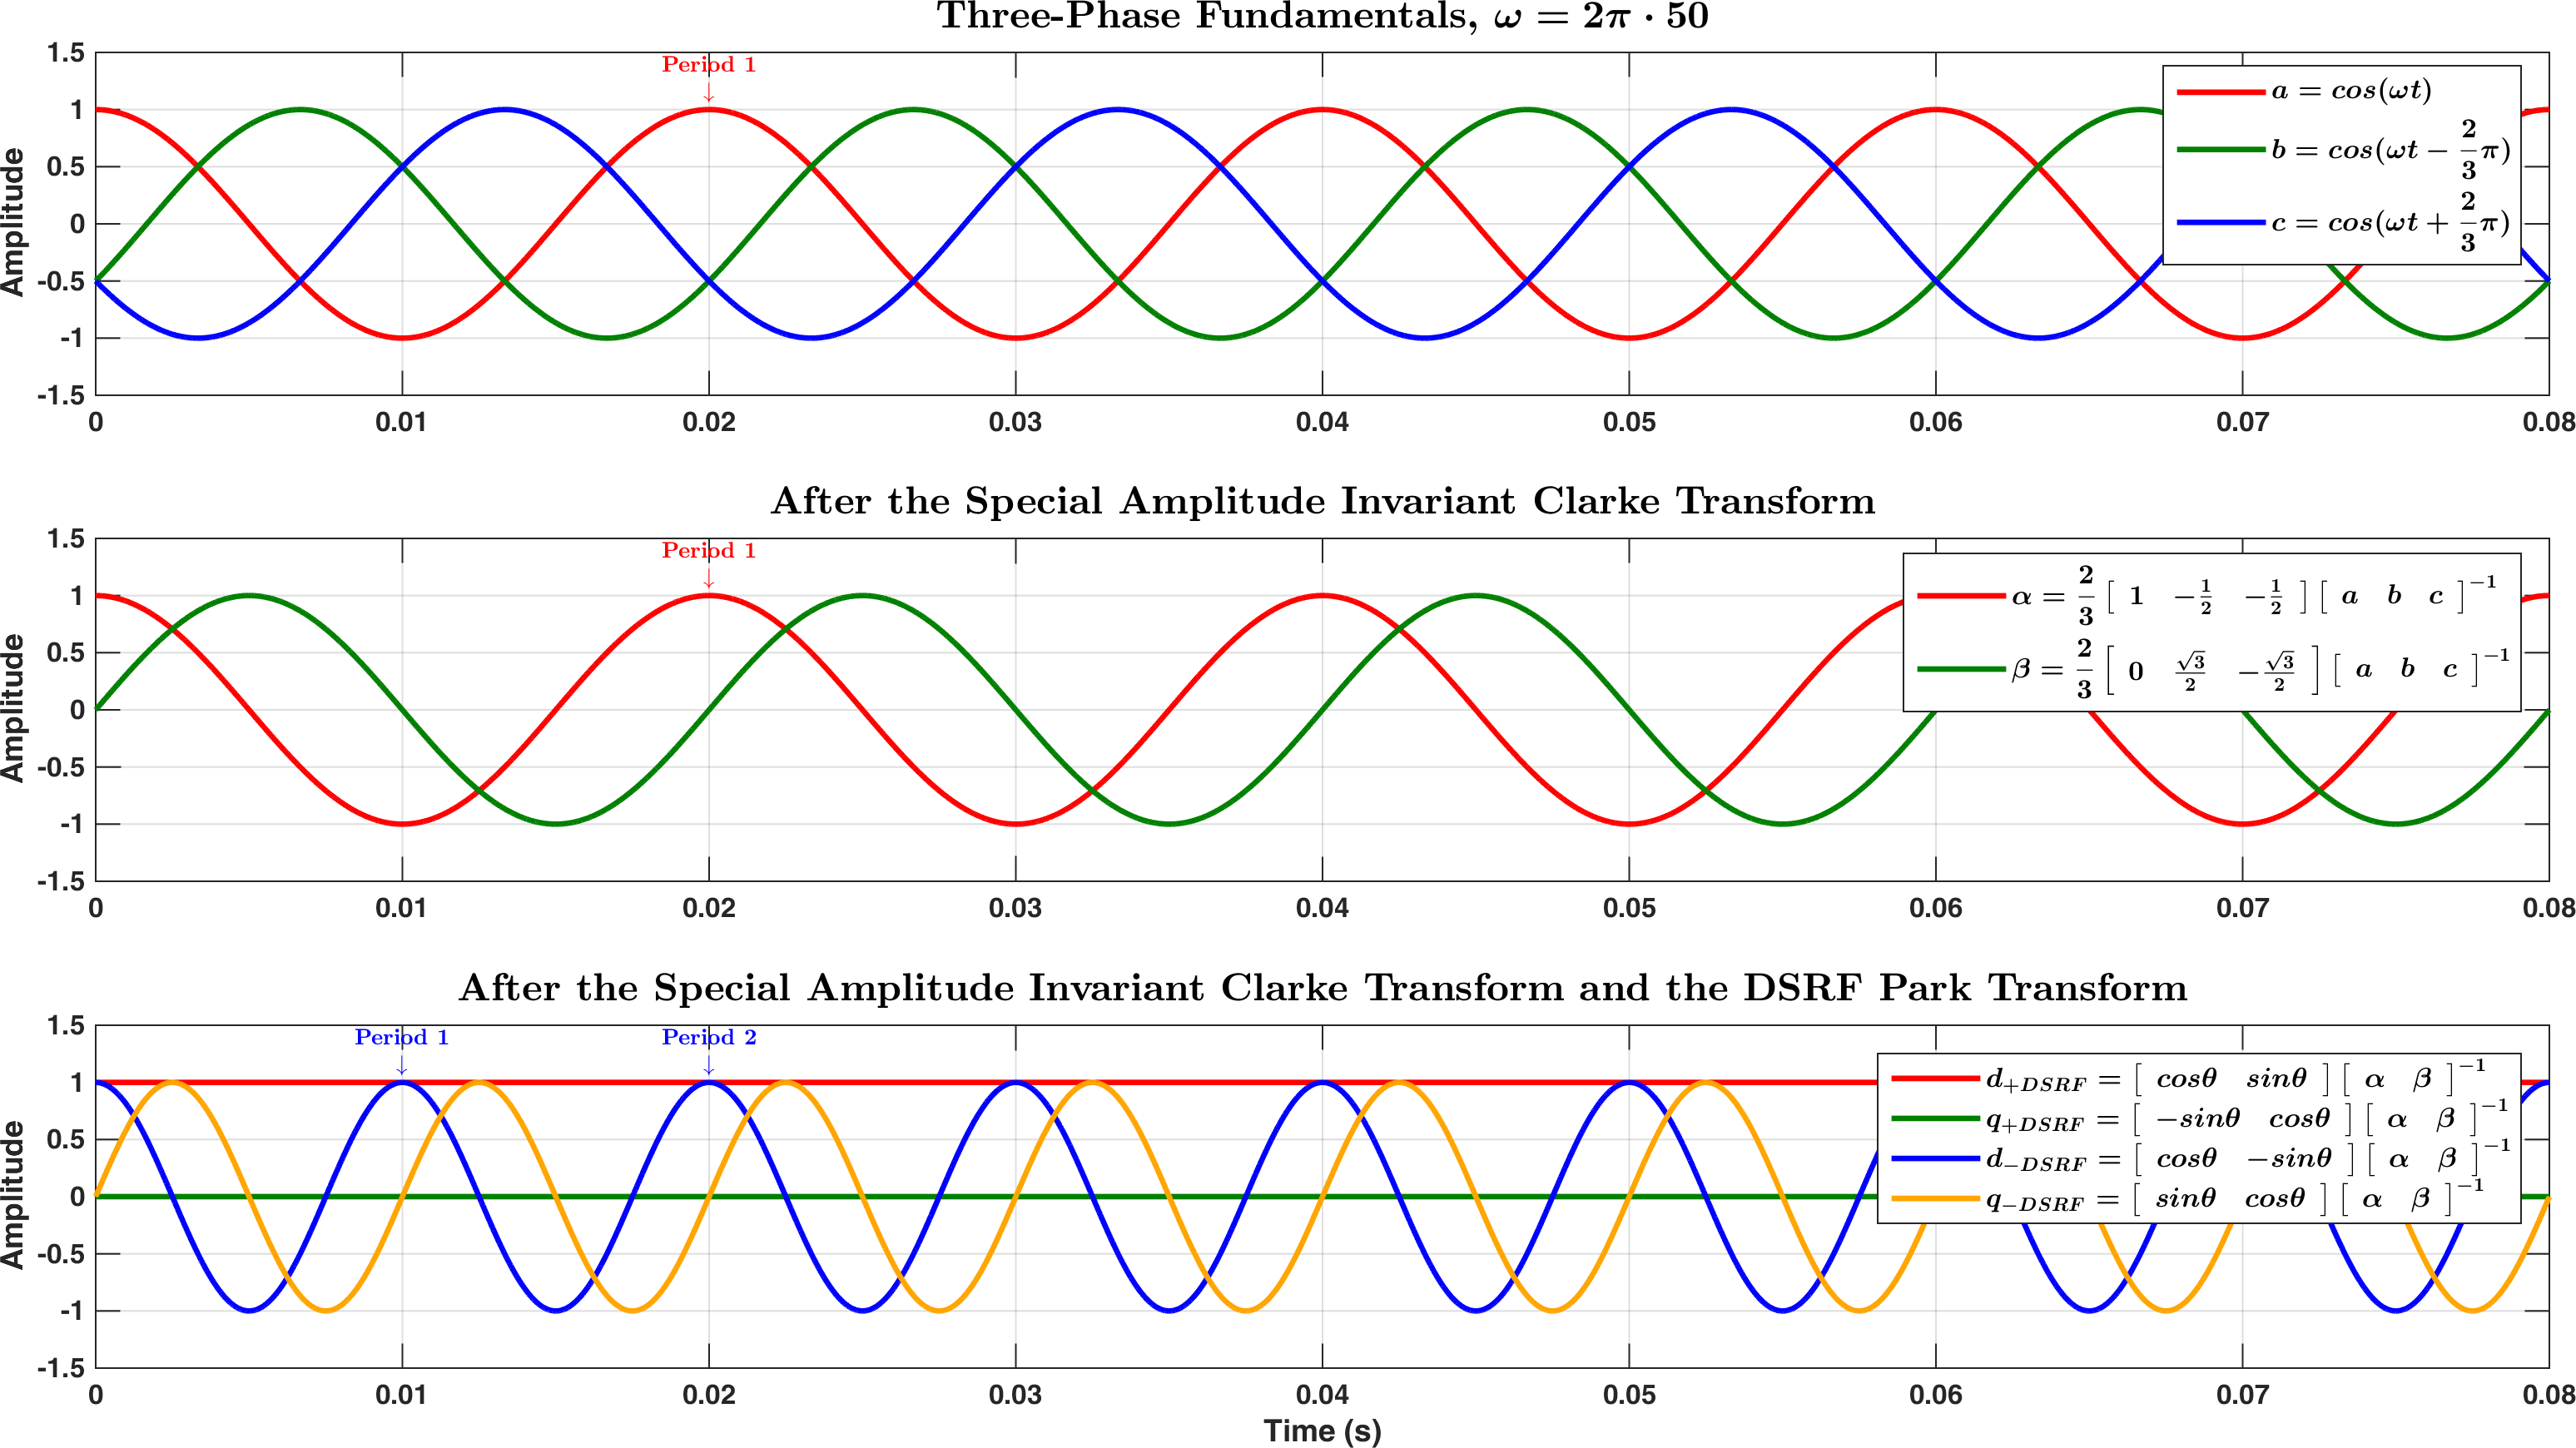 Three-Phase Fundamentals, ω = 2π · 50
1.5
1
0.5
0
-0.5
-1
-1.5
Amplitude
Period 1
a = cos(ωt)
b = cos(ωt − 2/3 π)
c = cos(ωt + 2/3 π)
0 0.01 0.02 0.03 0.04 0.05 0.06 0.07 0.08
After the Special Amplitude Invariant Clarke Transform
1.5
1
0.5
0
-0.5
-1
-1.5
Amplitude
Period 1
α = 2/3 [ 1 −1/2 −1/2 ] [ a b c ]⁻¹
β = 2/3 [ 0 √3/2 −√3/2 ] [ a b c ]⁻¹
0 0.01 0.02 0.03 0.04 0.05 0.06 0.07 0.08
After the Special Amplitude Invariant Clarke Transform and the DSRF Park Transform
1.5
1
0.5
0
-0.5
-1
-1.5
Amplitude
Period 1 Period 2
d+DSRF = [ cosθ sinθ ] [ α β ]⁻¹
q+DSRF = [ −sinθ cosθ ] [ α β ]⁻¹
d−DSRF = [ cosθ −sinθ ] [ α β ]⁻¹
q−DSRF = [ sinθ cosθ ] [ α β ]⁻¹
0 0.01 0.02 0.03 0.04 0.05 0.06 0.07 0.08
Time (s)